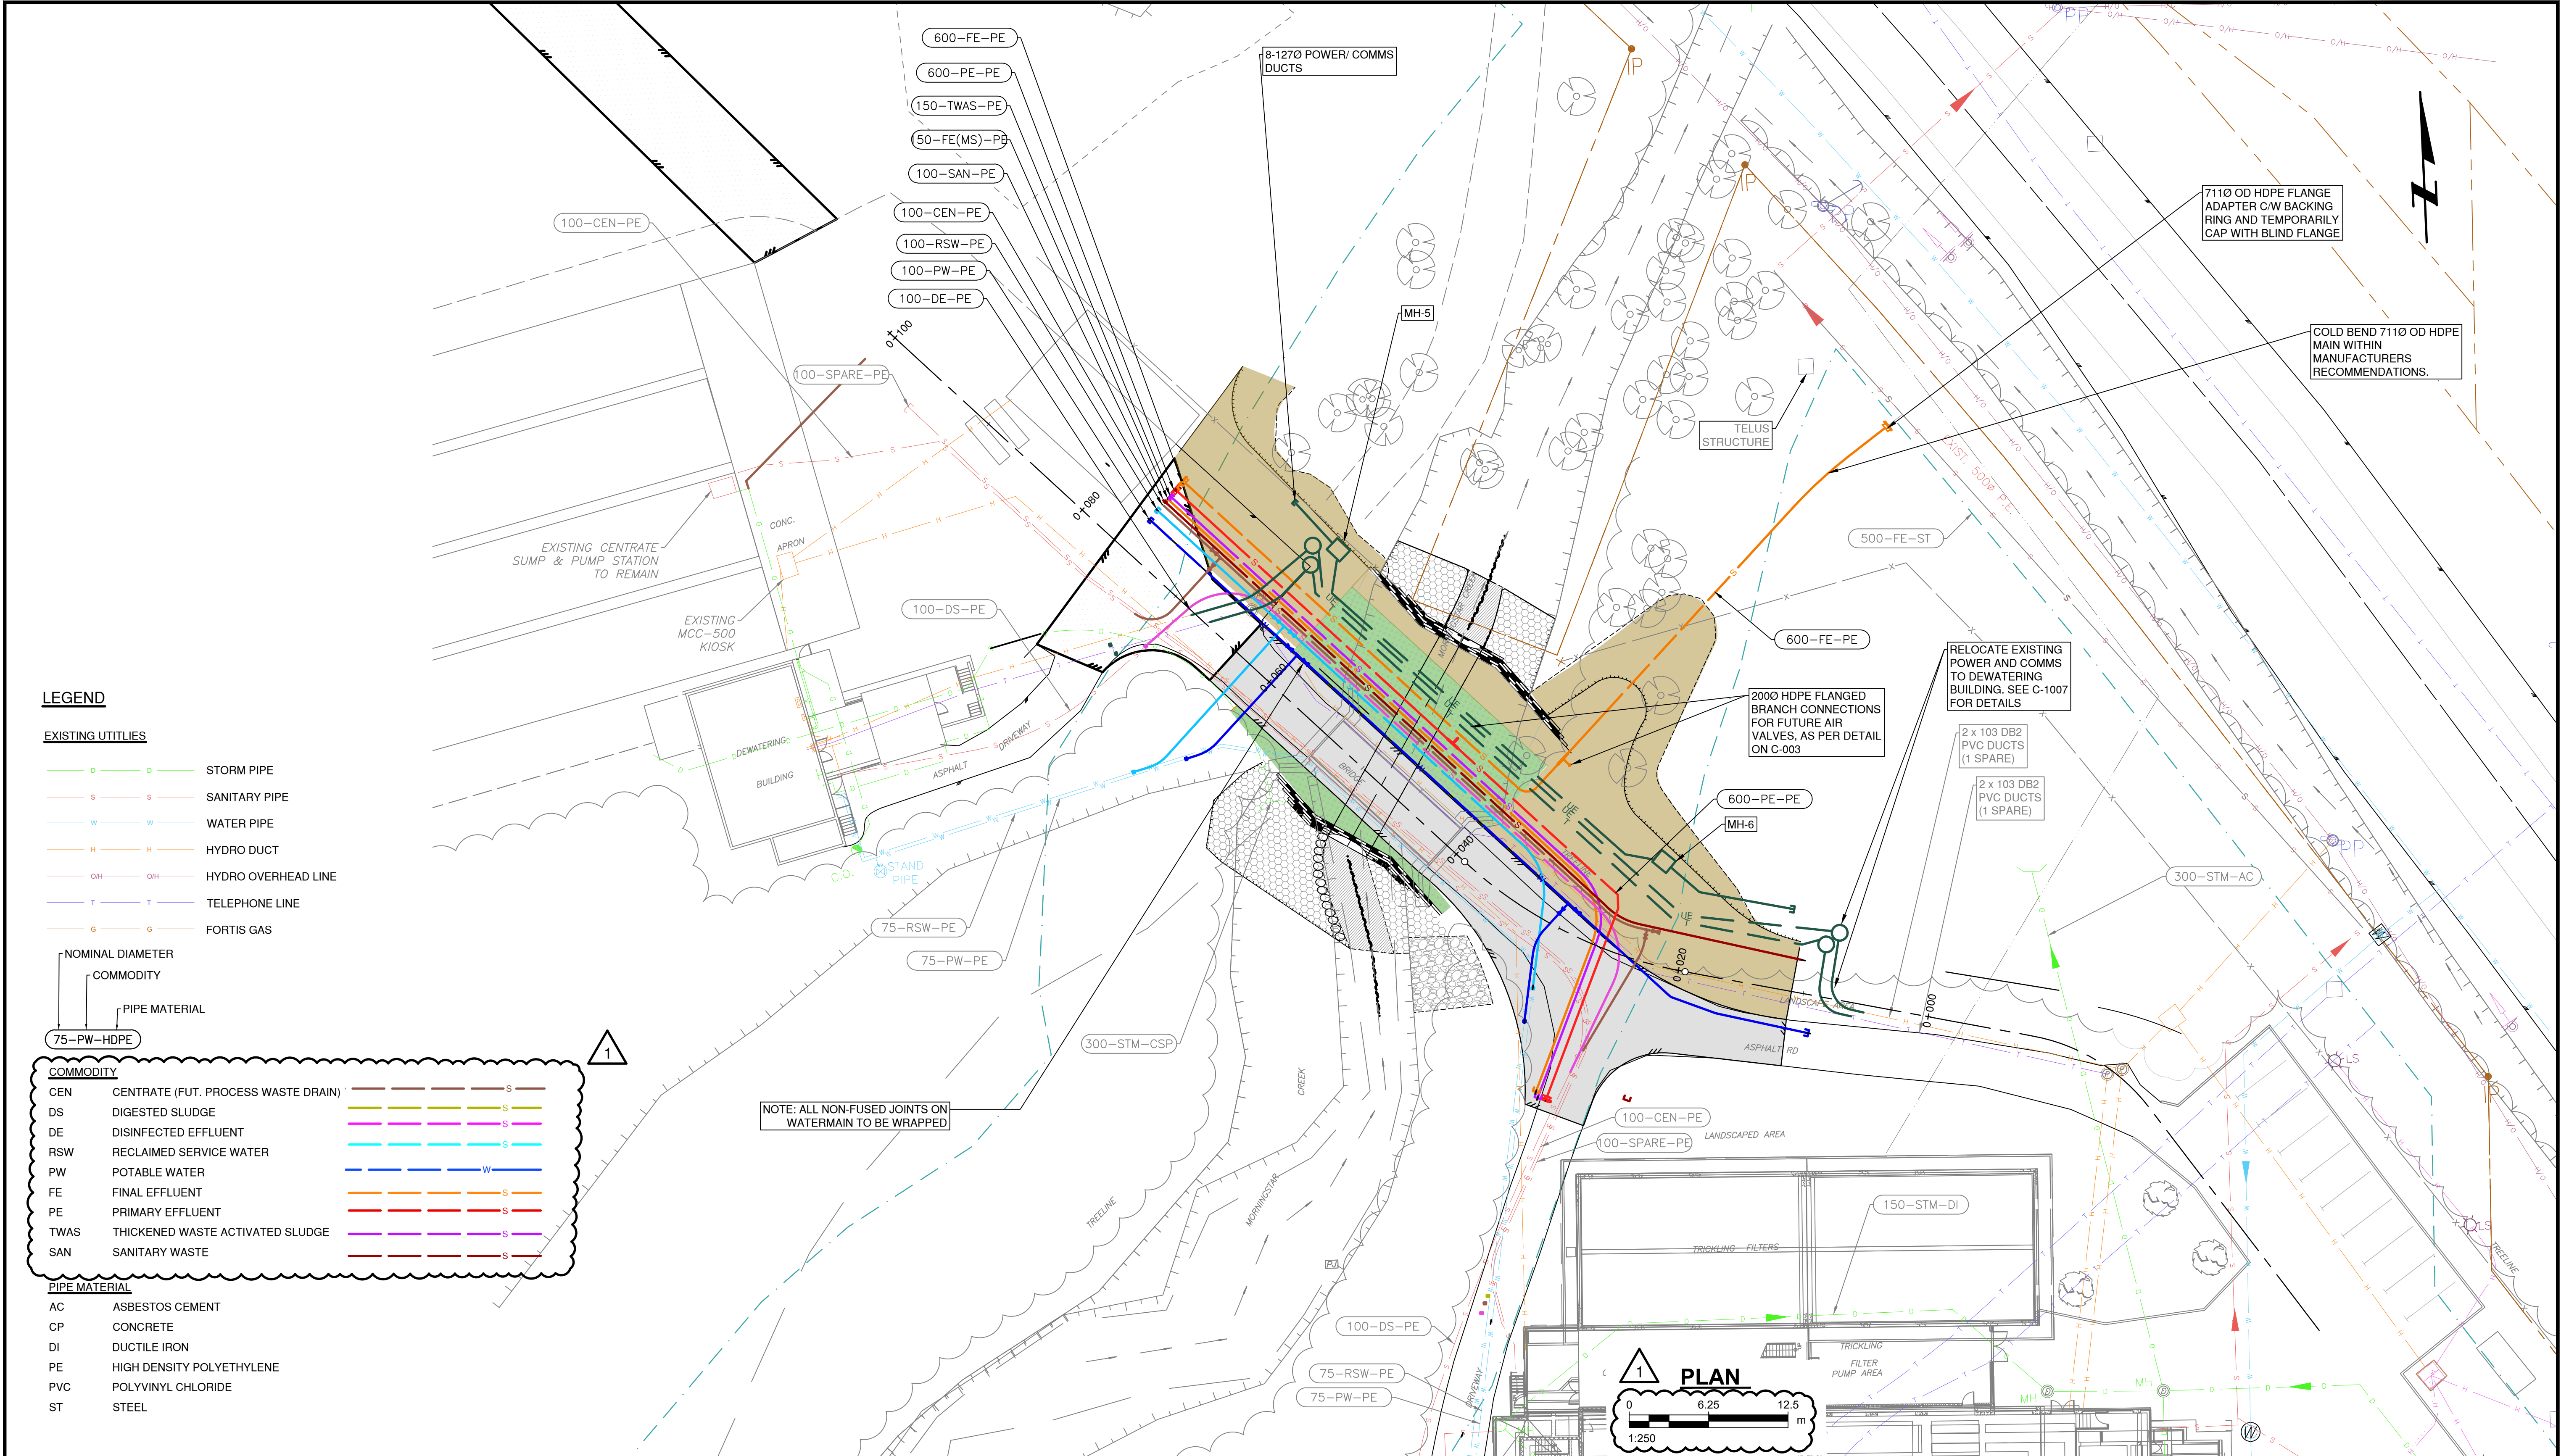 600-FE-PE
600-PE-PE
150-TWAS-PE
150-FE(MS)-PE
100-SAN-PE
100-CEN-PE
100-RSW-PE
100-PW-PE
100-DE-PE
8-127Ø POWER/ COMMS
DUCTS
MH-5
711Ø OD HDPE FLANGE
ADAPTER C/W BACKING
RING AND TEMPORARILY
CAP WITH BLIND FLANGE
COLD BEND 711Ø OD HDPE
MAIN WITHIN
MANUFACTURERS
RECOMMENDATIONS.
TELUS
STRUCTURE
EXIST. 500ø P.E.
500-FE-ST
600-FE-PE
RELOCATE EXISTING
POWER AND COMMS
TO DEWATERING
BUILDING. SEE C-1007
FOR DETAILS
200Ø HDPE FLANGED
BRANCH CONNECTIONS
FOR FUTURE AIR
VALVES, AS PER DETAIL
ON C-003
2 x 103 DB2
PVC DUCTS
(1 SPARE)
2 x 103 DB2
PVC DUCTS
(1 SPARE)
600-PE-PE
MH-6
300-STM-AC
100-CEN-PE
100-SPARE-PE
0+100
0+080
0+060
0+040
0+020
0+000
EXISTING CENTRATE
SUMP & PUMP STATION
TO REMAIN
CONC.
APRON
EXISTING
MCC-500
KIOSK
100-DS-PE
DEWATERING
BUILDING
DRIVEWAY
ASPHALT
BRIDGE
C.O.
STAND
PIPE
75-RSW-PE
75-PW-PE
300-STM-CSP
NOTE: ALL NON-FUSED JOINTS ON
WATERMAIN TO BE WRAPPED
CREEK
MORNINGSTAR
TREELINE
LANDSCAPE AREA
ASPHALT RD
100-CEN-PE
100-SPARE-PE
LANDSCAPED AREA
150-STM-DI
TRICKLING FILTERS
TRICKLING
FILTER
PUMP AREA
100-DS-PE
75-RSW-PE
75-PW-PE
DRIVEWAY
MH
MH
LS
LS
PP
PP
IP
IP
IP
TREELINE
LEGEND
EXISTING UTITLIES
D D STORM PIPE
S S SANITARY PIPE
W W WATER PIPE
H H HYDRO DUCT
O/H O/H HYDRO OVERHEAD LINE
T T TELEPHONE LINE
G G FORTIS GAS
NOMINAL DIAMETER
COMMODITY
PIPE MATERIAL
75-PW-HDPE
1
COMMODITY
CEN CENTRATE (FUT. PROCESS WASTE DRAIN) S
DS DIGESTED SLUDGE S
DE DISINFECTED EFFLUENT S
RSW RECLAIMED SERVICE WATER S
PW POTABLE WATER W
FE FINAL EFFLUENT S
PE PRIMARY EFFLUENT S
TWAS THICKENED WASTE ACTIVATED SLUDGE S
SAN SANITARY WASTE S
PIPE MATERIAL
AC ASBESTOS CEMENT
CP CONCRETE
DI DUCTILE IRON
PE HIGH DENSITY POLYETHYLENE
PVC POLYVINYL CHLORIDE
ST STEEL
1
PLAN
0 6.25 12.5
m
1:250